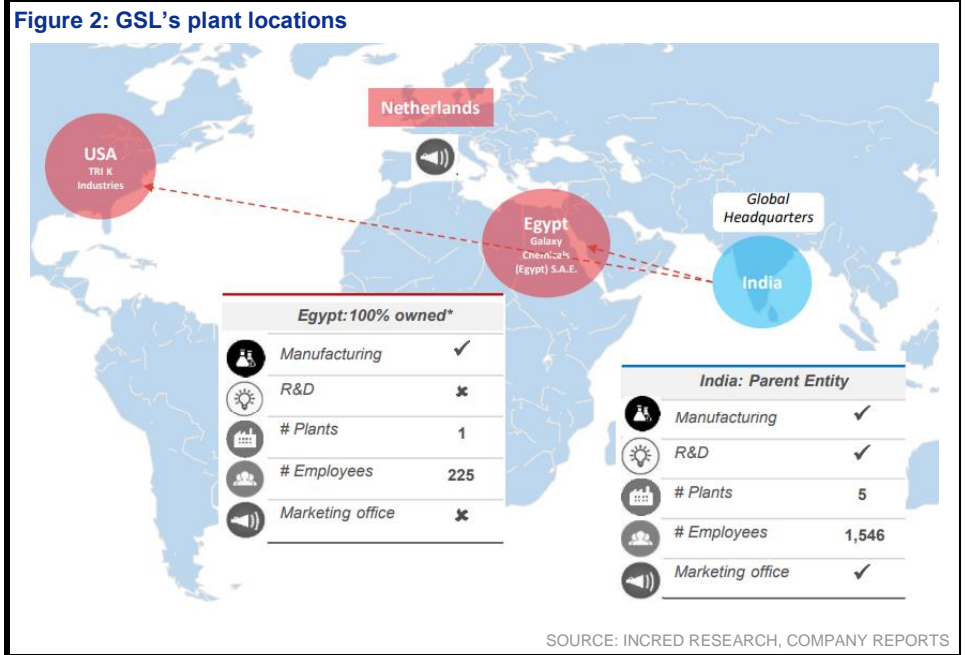 Figure 2: GSL's plant locations
Netherlands
USA
TRI K
Industries
Global
Headquarters
Egypt
Galaxy
Chemicals
(Egypt) S.A.E.
India
Egypt:100% owned*
Manufacturing ✓
R&D ✖
# Plants 1
# Employees 225
Marketing office ✖
India: Parent Entity
Manufacturing ✓
R&D ✓
# Plants 5
# Employees 1,546
Marketing office ✓
SOURCE: INCRED RESEARCH, COMPANY REPORTS